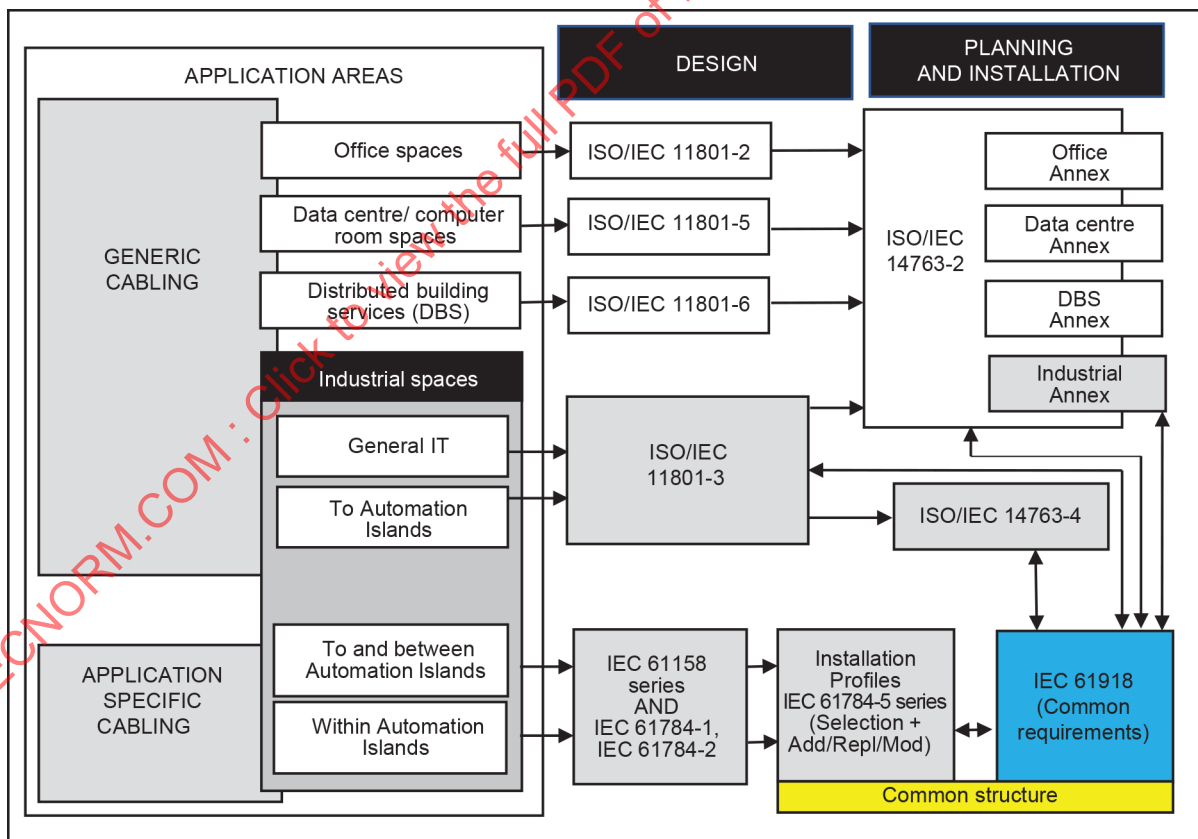 APPLICATION AREAS
DESIGN
PLANNING
AND INSTALLATION
GENERIC
CABLING
Office spaces
ISO/IEC 11801-2
Data centre/ computer
room spaces
ISO/IEC 11801-5
Distributed building
services (DBS)
ISO/IEC 11801-6
ISO/IEC
14763-2
Office
Annex
Data centre
Annex
DBS
Annex
Industrial
Annex
Industrial spaces
General IT
To Automation
Islands
ISO/IEC
11801-3
ISO/IEC 14763-4
APPLICATION
SPECIFIC
CABLING
To and between
Automation Islands
Within Automation
Islands
IEC 61158
series
AND
IEC 61784-1,
IEC 61784-2
Installation
Profiles
IEC 61784-5 series
(Selection +
Add/Repl/Mod)
IEC 61918
(Common
requirements)
Common structure
ECNORM.COM : Click to view the full PDF of